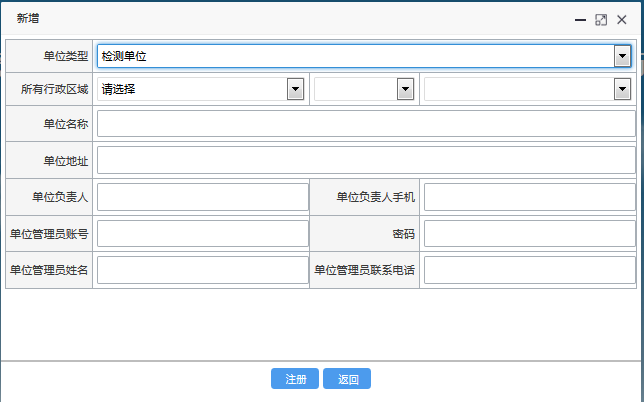 新增
单位类型 检测单位
所有行政区域 请选择
单位名称
单位地址
单位负责人 单位负责人手机
单位管理员账号 密码
单位管理员姓名 单位管理员联系电话
注册 返回